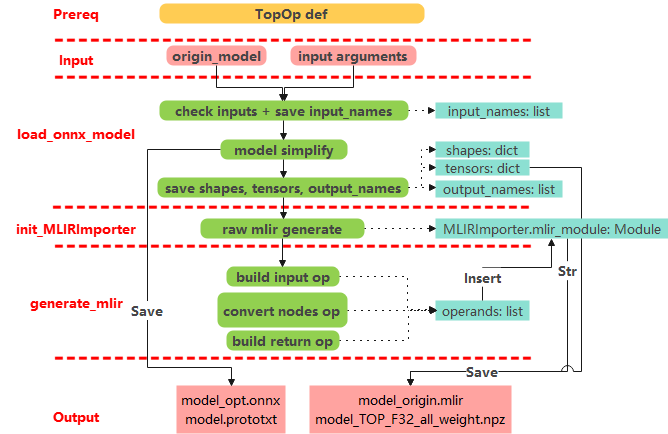 Prereq
TopOp def
Input
origin_model
input arguments
load_onnx_model
check inputs + save input_names
input_names: list
model simplify
shapes: dict
tensors: dict
save shapes, tensors, output_names
output_names: list
init_MLIRImporter
raw mlir generate
MLIRImporter.mlir_module: Module
generate_mlir
build input op
Insert
Str
Save
convert nodes op
operands: list
build return op
Save
Output
model_opt.onnx
model.prototxt
model_origin.mlir
model_TOP_F32_all_weight.npz